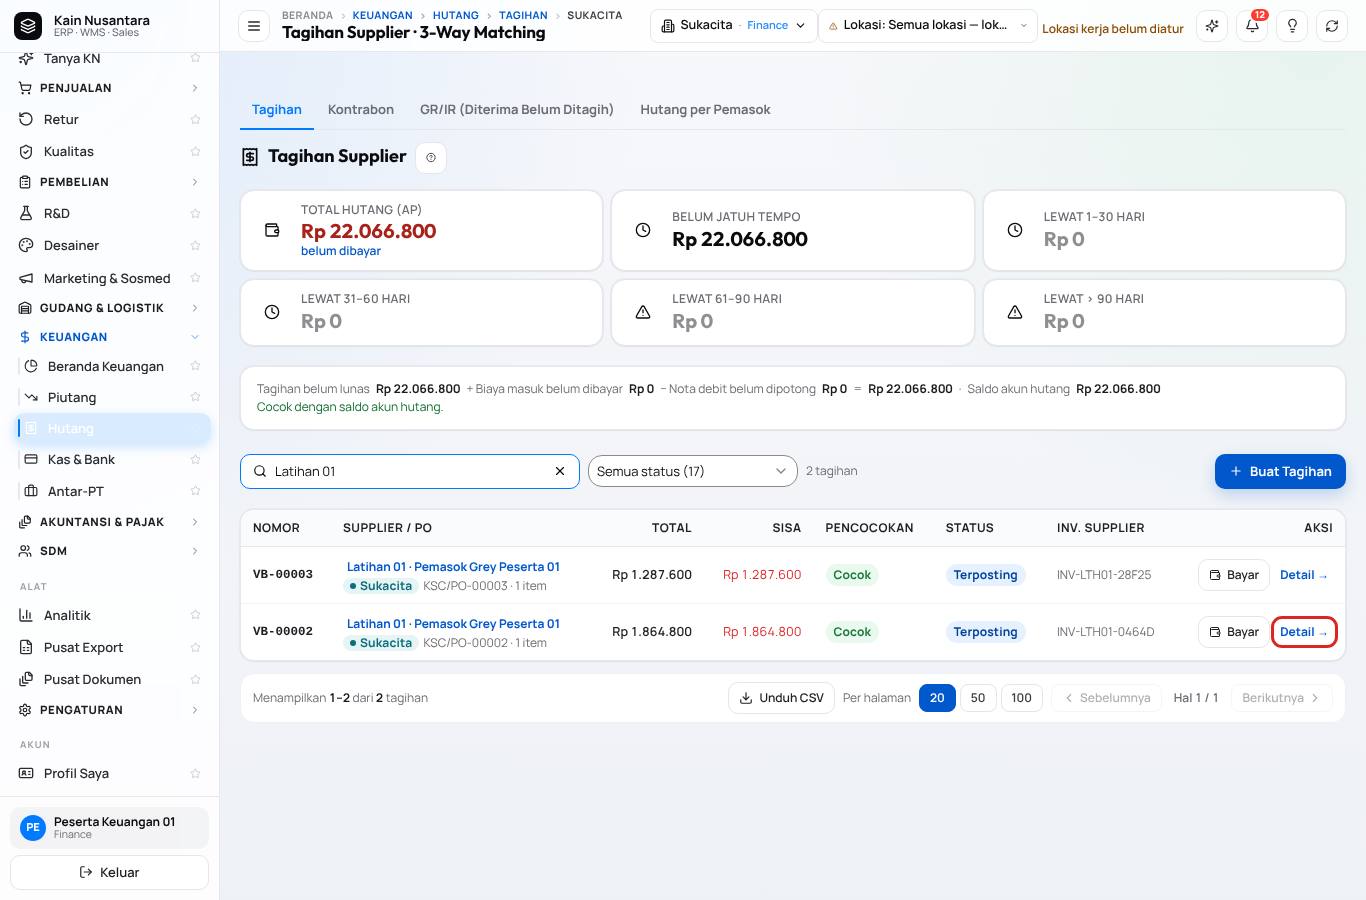 Kain Nusantara
ERP · WMS · Sales
Tanya KN
PENJUALAN
Retur
Kualitas
PEMBELIAN
R&D
Desainer
Marketing & Sosmed
GUDANG & LOGISTIK
KEUANGAN
Beranda Keuangan
Piutang
Hutang
Kas & Bank
Antar-PT
AKUNTANSI & PAJAK
SDM
ALAT
Analitik
Pusat Export
Pusat Dokumen
PENGATURAN
AKUN
Profil Saya
PE
Peserta Keuangan 01
Finance
Keluar
BERANDA › KEUANGAN › HUTANG › TAGIHAN › SUKACITA
Tagihan Supplier · 3-Way Matching
Sukacita · Finance
Lokasi: Semua lokasi — lok...
Lokasi kerja belum diatur
12
Tagihan
Kontrabon
GR/IR (Diterima Belum Ditagih)
Hutang per Pemasok
Tagihan Supplier
TOTAL HUTANG (AP)
Rp 22.066.800
belum dibayar
BELUM JATUH TEMPO
Rp 22.066.800
LEWAT 1–30 HARI
Rp 0
LEWAT 31–60 HARI
Rp 0
LEWAT 61–90 HARI
Rp 0
LEWAT > 90 HARI
Rp 0
Tagihan belum lunas Rp 22.066.800 + Biaya masuk belum dibayar Rp 0 − Nota debit belum dipotong Rp 0 = Rp 22.066.800 · Saldo akun hutang Rp 22.066.800
Cocok dengan saldo akun hutang.
Latihan 01
Semua status (17)
2 tagihan
+ Buat Tagihan
NOMOR SUPPLIER / PO TOTAL SISA PENCOCOKAN STATUS INV. SUPPLIER AKSI
VB-00003 Latihan 01 · Pemasok Grey Peserta 01 Rp 1.287.600 Rp 1.287.600 Cocok Terposting INV-LTH01-28F25 Bayar Detail →
Sukacita KSC/PO-00003 · 1 item
VB-00002 Latihan 01 · Pemasok Grey Peserta 01 Rp 1.864.800 Rp 1.864.800 Cocok Terposting INV-LTH01-0464D Bayar Detail →
Sukacita KSC/PO-00002 · 1 item
Menampilkan 1–2 dari 2 tagihan
Unduh CSV
Per halaman 20 50 100
Sebelumnya
Hal 1 / 1
Berikutnya